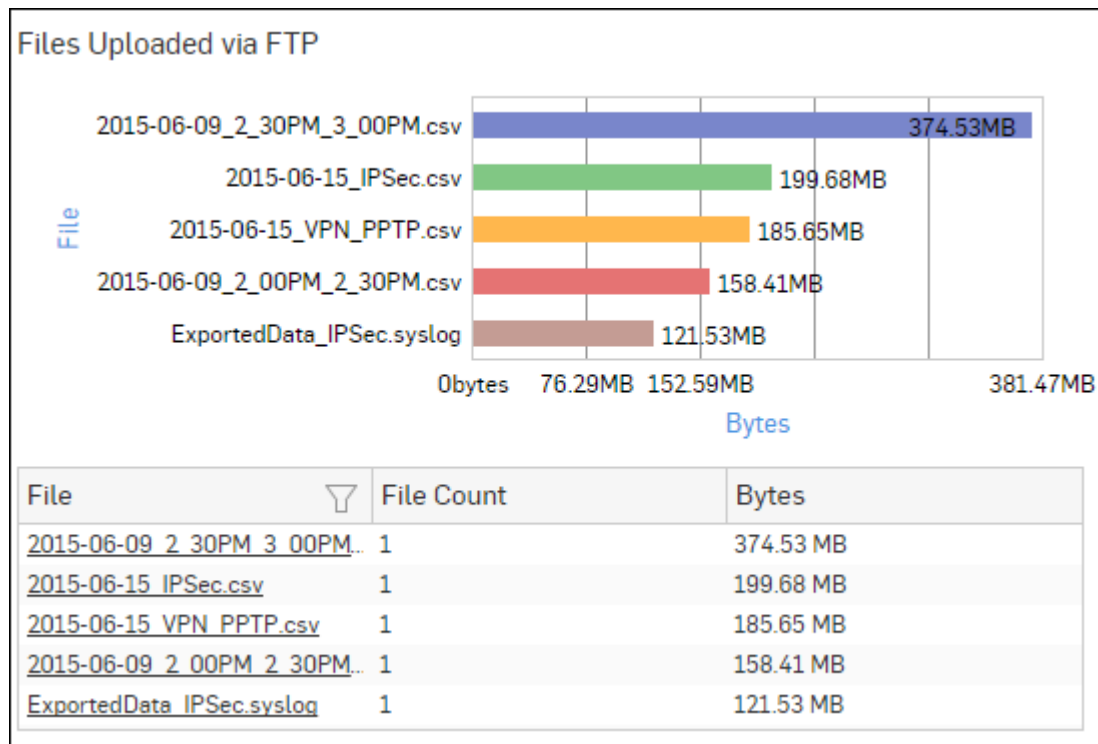 Files Uploaded via FTP
2015-06-09_2_30PM_3_00PM.csv 374.53MB
2015-06-15_IPSec.csv 199.68MB
File
2015-06-15_VPN_PPTP.csv 185.65MB
2015-06-09_2_00PM_2_30PM.csv 158.41MB
ExportedData_IPSec.syslog 121.53MB
0bytes 76.29MB 152.59MB 381.47MB
Bytes
File File Count Bytes
2015-06-09_2_30PM_3_00PM... 1 374.53 MB
2015-06-15_IPSec.csv 1 199.68 MB
2015-06-15_VPN_PPTP.csv 1 185.65 MB
2015-06-09_2_00PM_2_30PM... 1 158.41 MB
ExportedData_IPSec.syslog 1 121.53 MB